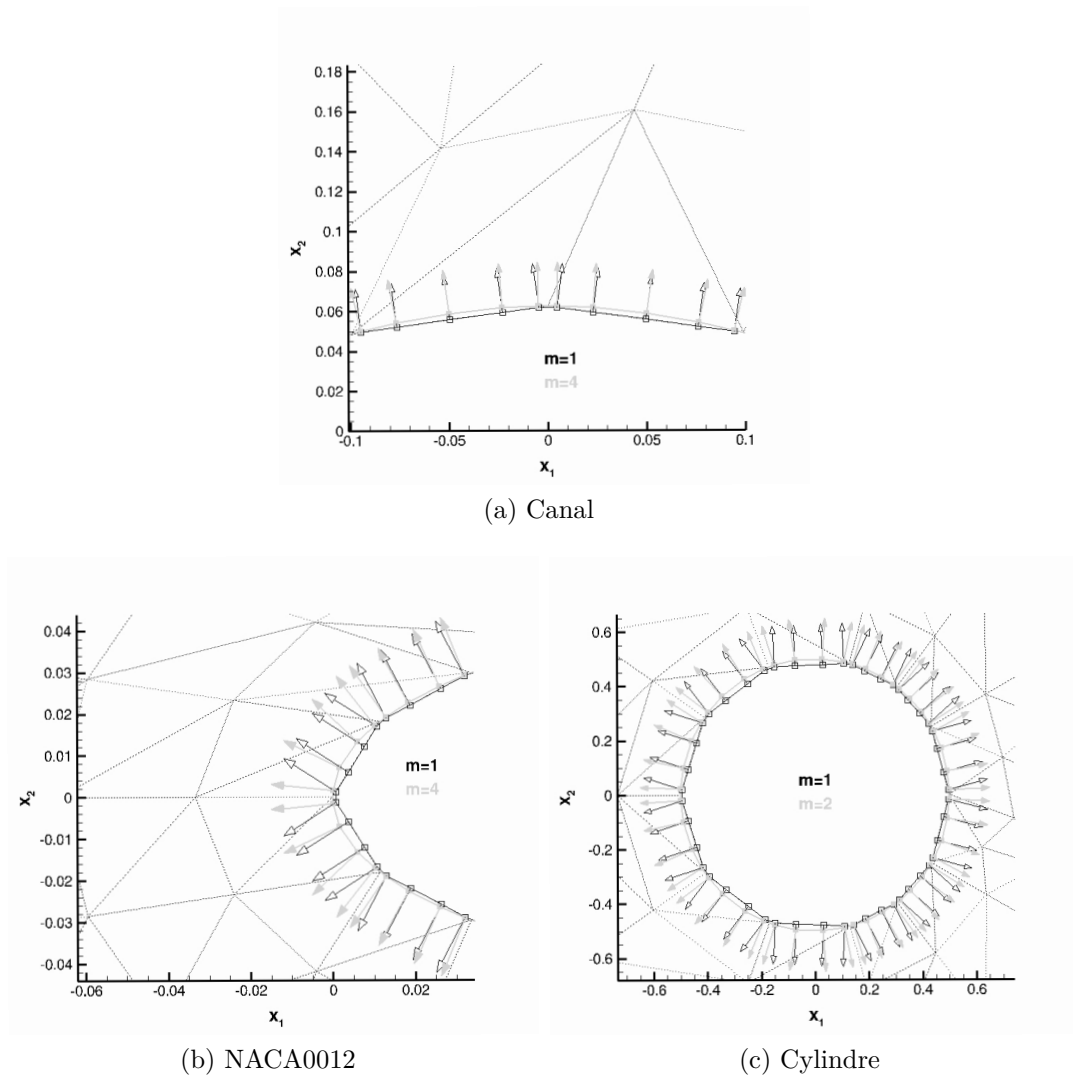 0.18
0.16
0.14
0.12
0.1
0.08
0.06
0.04
0.02
0
x2
m=1
m=4
-0.1 -0.05 0 0.05 0.1
x1
(a) Canal
0.04
0.03
0.02
0.01
0
-0.01
-0.02
-0.03
-0.04
x2
m=1
m=4
-0.06 -0.04 -0.02 0 0.02
x1
(b) NACA0012
0.6
0.4
0.2
0
-0.2
-0.4
-0.6
x2
m=1
m=2
-0.6 -0.4 -0.2 0 0.2 0.4 0.6
x1
(c) Cylindre